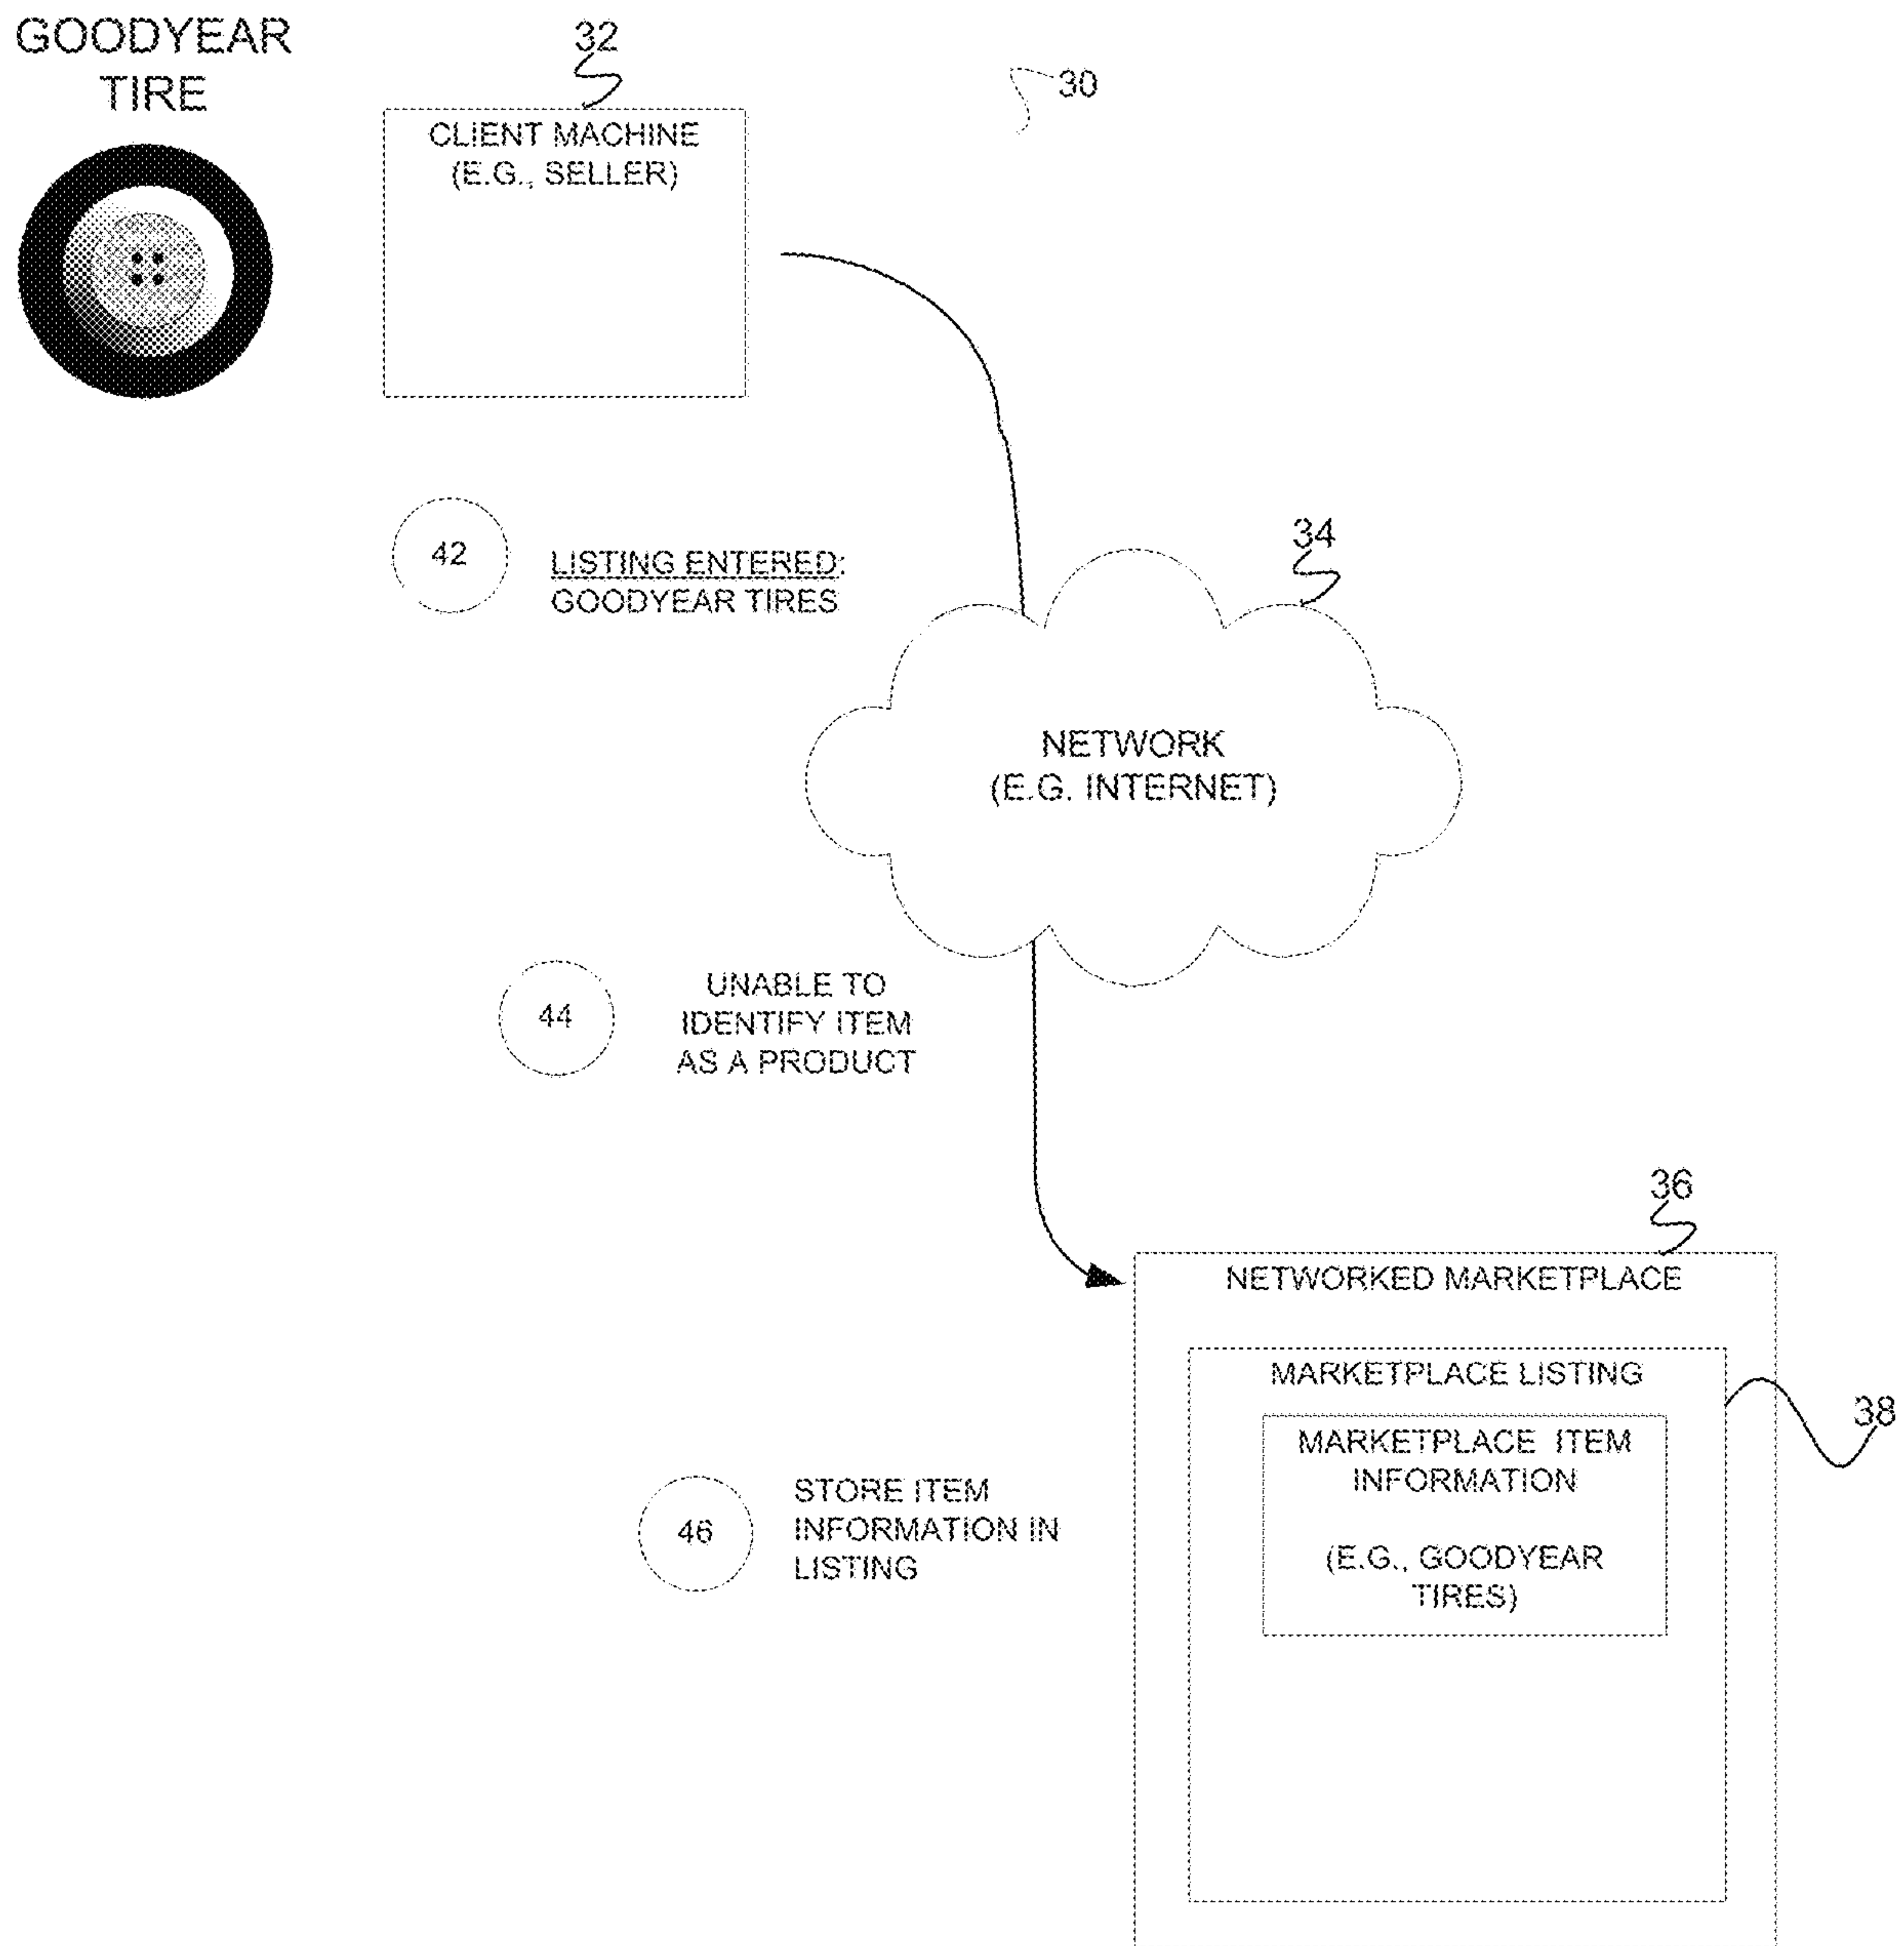 GOODYEAR
TIRE
32
30
CLIENT MACHINE
(E.G., SELLER)
42
LISTING ENTERED:
GOODYEAR TIRES
34
NETWORK
(E.G. INTERNET)
44
UNABLE TO
IDENTIFY ITEM
AS A PRODUCT
36
NETWORKED MARKETPLACE
MARKETPLACE LISTING
38
MARKETPLACE ITEM
INFORMATION
(E.G., GOODYEAR
TIRES)
46
STORE ITEM
INFORMATION IN
LISTING